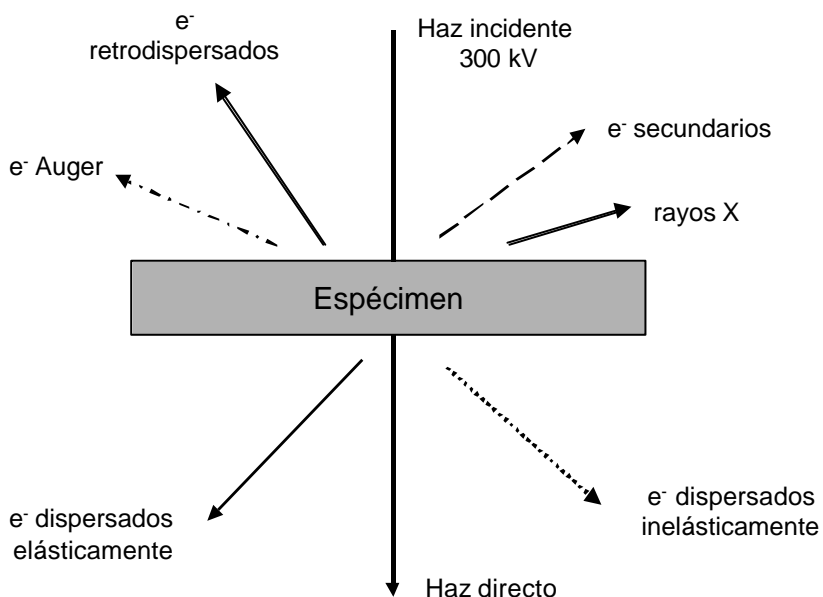 e-
retrodispersados
Haz incidente
300 kV
e- secundarios
e- Auger
rayos X
Espécimen
e- dispersados
elásticamente
e- dispersados
inelásticamente
Haz directo